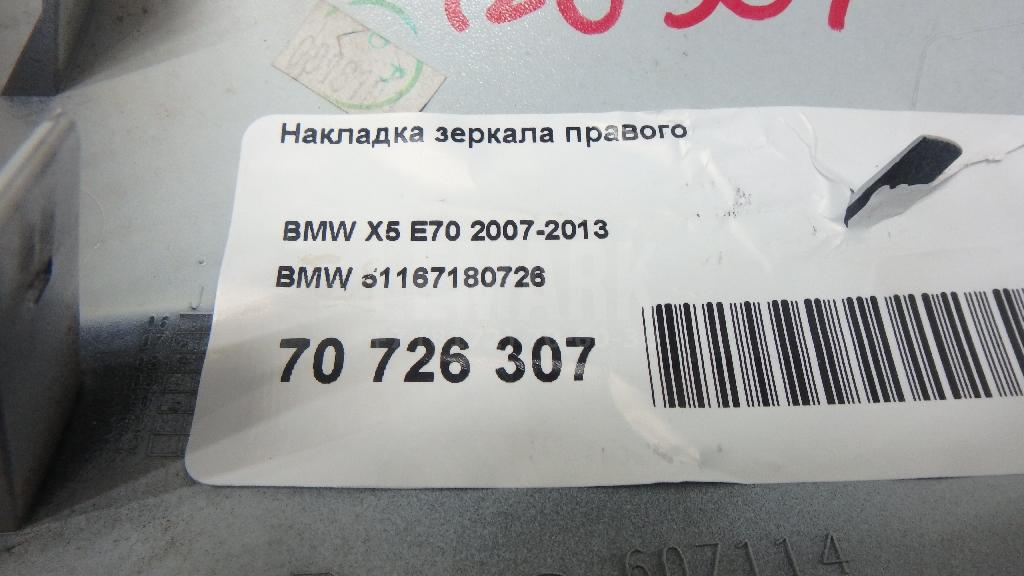 Накладка зеркала правого
BMW X5 E70 2007-2013
BMW 51167180726
70 726 307
607114